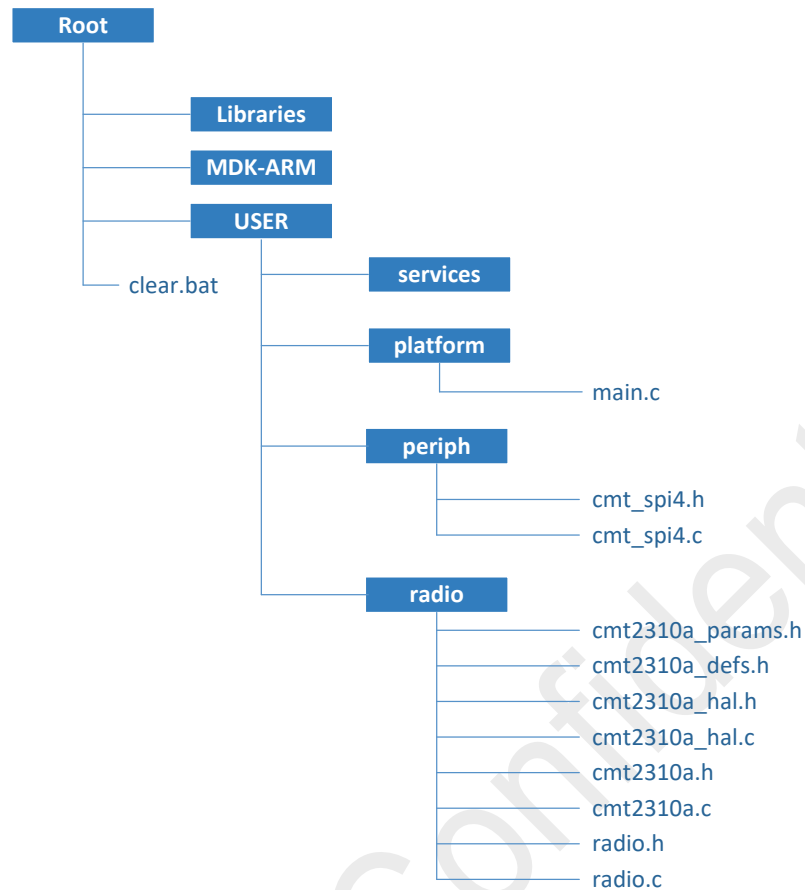 Root
Libraries
MDK-ARM
USER
clear.bat
services
platform
main.c
periph
cmt_spi4.h
cmt_spi4.c
radio
cmt2310a_params.h
cmt2310a_defs.h
cmt2310a_hal.h
cmt2310a_hal.c
cmt2310a.h
cmt2310a.c
radio.h
radio.c